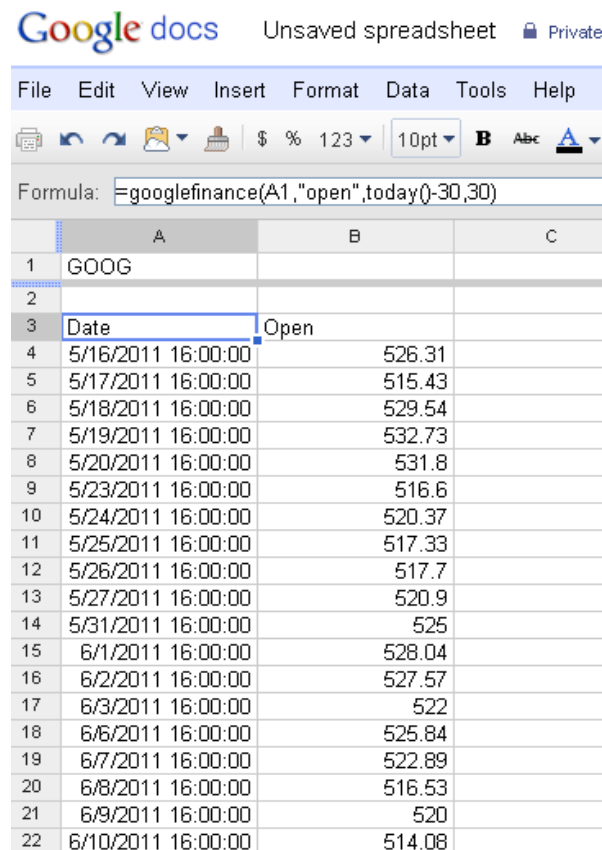 Google docs Unsaved spreadsheet Private
File Edit View Insert Format Data Tools Help
$ % 123 10pt B Abc A
Formula: =googlefinance(A1,"open",today()-30,30)
A B C
1 GOOG
2
3 Date Open
4 5/16/2011 16:00:00 526.31
5 5/17/2011 16:00:00 515.43
6 5/18/2011 16:00:00 529.54
7 5/19/2011 16:00:00 532.73
8 5/20/2011 16:00:00 531.8
9 5/23/2011 16:00:00 516.6
10 5/24/2011 16:00:00 520.37
11 5/25/2011 16:00:00 517.33
12 5/26/2011 16:00:00 517.7
13 5/27/2011 16:00:00 520.9
14 5/31/2011 16:00:00 525
15 6/1/2011 16:00:00 528.04
16 6/2/2011 16:00:00 527.57
17 6/3/2011 16:00:00 522
18 6/6/2011 16:00:00 525.84
19 6/7/2011 16:00:00 522.89
20 6/8/2011 16:00:00 516.53
21 6/9/2011 16:00:00 520
22 6/10/2011 16:00:00 514.08